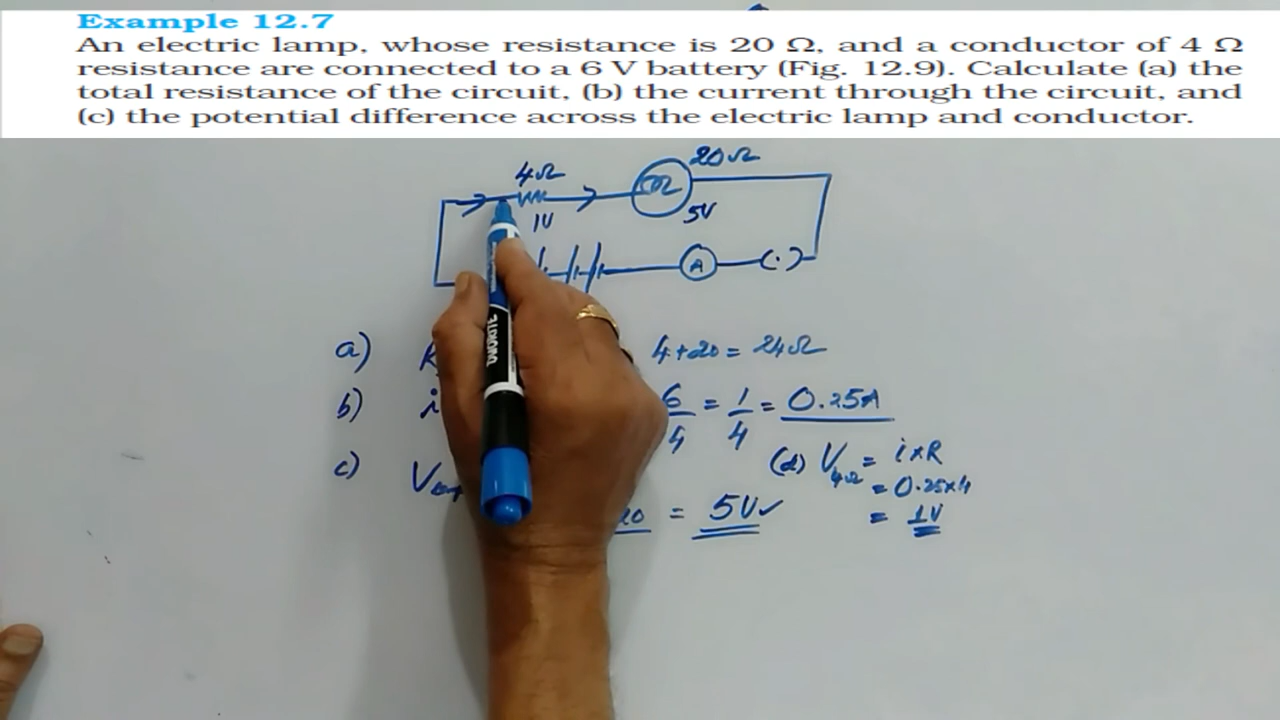 Example 12.7
An electric lamp, whose resistance is 20 Ω, and a conductor of 4 Ω
resistance are connected to a 6 V battery (Fig. 12.9). Calculate (a) the
total resistance of the circuit, (b) the current through the circuit, and
(c) the potential difference across the electric lamp and conductor.
4Ω 20Ω
1V 5V
A
a) 4+20 = 24Ω
b) i 6/4 = 1/4 = 0.25A
c) V = 5V✓
(d) V4Ω = i×R
= 0.25×4
= 1V
DVORTE